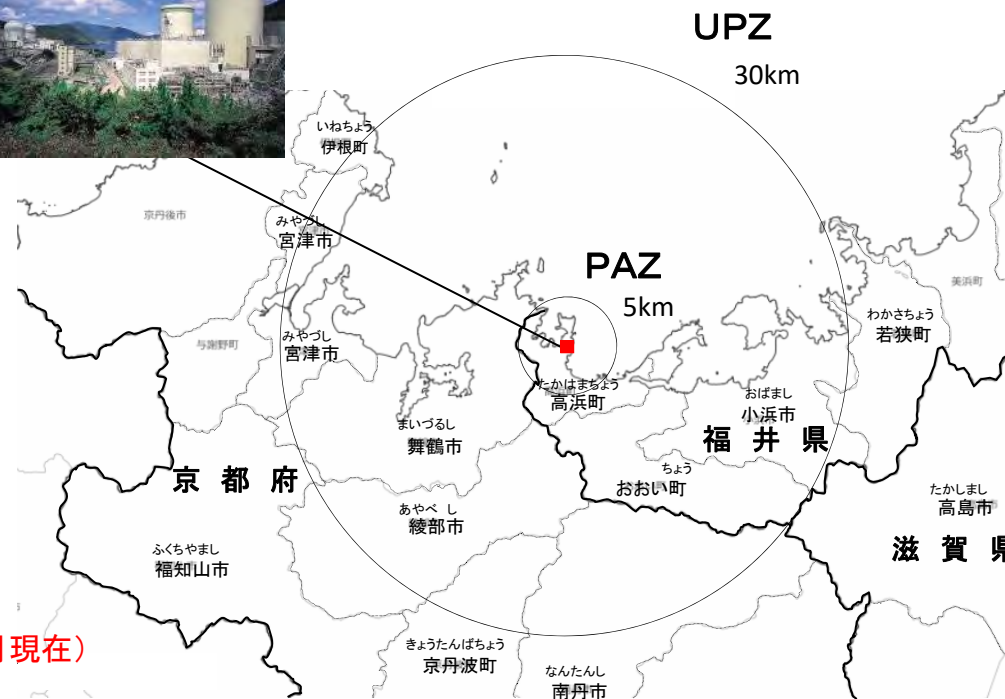 UPZ
30km
いねちょう
伊根町
京丹後市
みやづし
宮津市
PAZ
5km
美浜町
わかさちょう
若狭町
与謝野町
みやづし
宮津市
たかはまちょう
高浜町
おばまし
小浜市
まいづるし
舞鶴市
福井県
ちょう
おおい町
京都府
たかしまし
高島市
あやべ し
綾部市
滋賀県
ふくちやまし
福知山市
現在）
きょうたんばちょう
京丹波町
なんたんし
南丹市